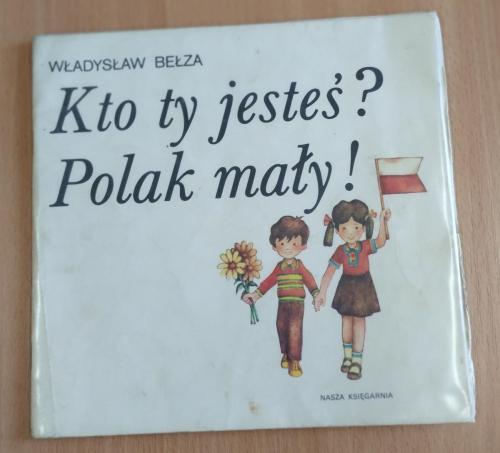 WŁADYSŁAW BEŁZA
Kto ty jesteś?
Polak mały!
NASZA KSIĘGARNIA